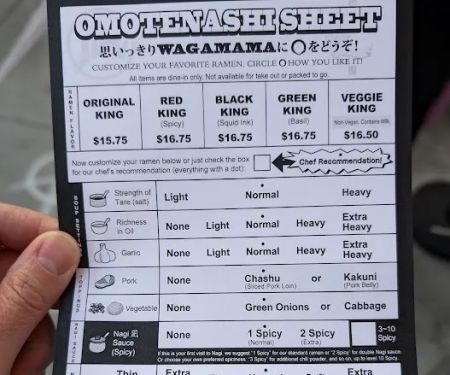 OMOTENASHI SHEET
思いっきりWAGAMAMAに〇をどうぞ!
CUSTOMIZE YOUR FAVORITE RAMEN, CIRCLE 〇 HOW YOU LIKE IT!
All items are dine-in only. Not available for take out or packed to go.
RAMEN FLAVOR
ORIGINAL KING $15.75
RED KING (Spicy) $16.75
BLACK KING (Squid Ink) $16.75
GREEN KING (Basil) $16.75
VEGGIE KING Non-Vegan, Contains Milk $16.50
Now customize your ramen below or just check the box
for our chef's recommendation (everything with a dot):
Chef Recommendation!
Strength of Tare (salt) Light Normal Heavy
Richness in Oil None Light Normal Heavy Extra Heavy
Garlic None Light Normal Heavy Extra Heavy
Pork None Chashu (Sliced Pork Loin) or Kakuni (Pork Belly)
Vegetable None Green Onions or Cabbage
NAGI SAUCE
Nagi 凪 Sauce (Spicy) None 1 Spicy (Normal) 2 Spicy (Extra) 3~10 Spicy
If this is your first visit to Nagi, we suggest "1 Spicy" for our standard ramen or "2 Spicy" for double Nagi sauce.
Or choose your own preferred spiciness. "3 Spicy" for additional chili powder, and so on, up to level 10 Spicy.
Thin Extra Extra